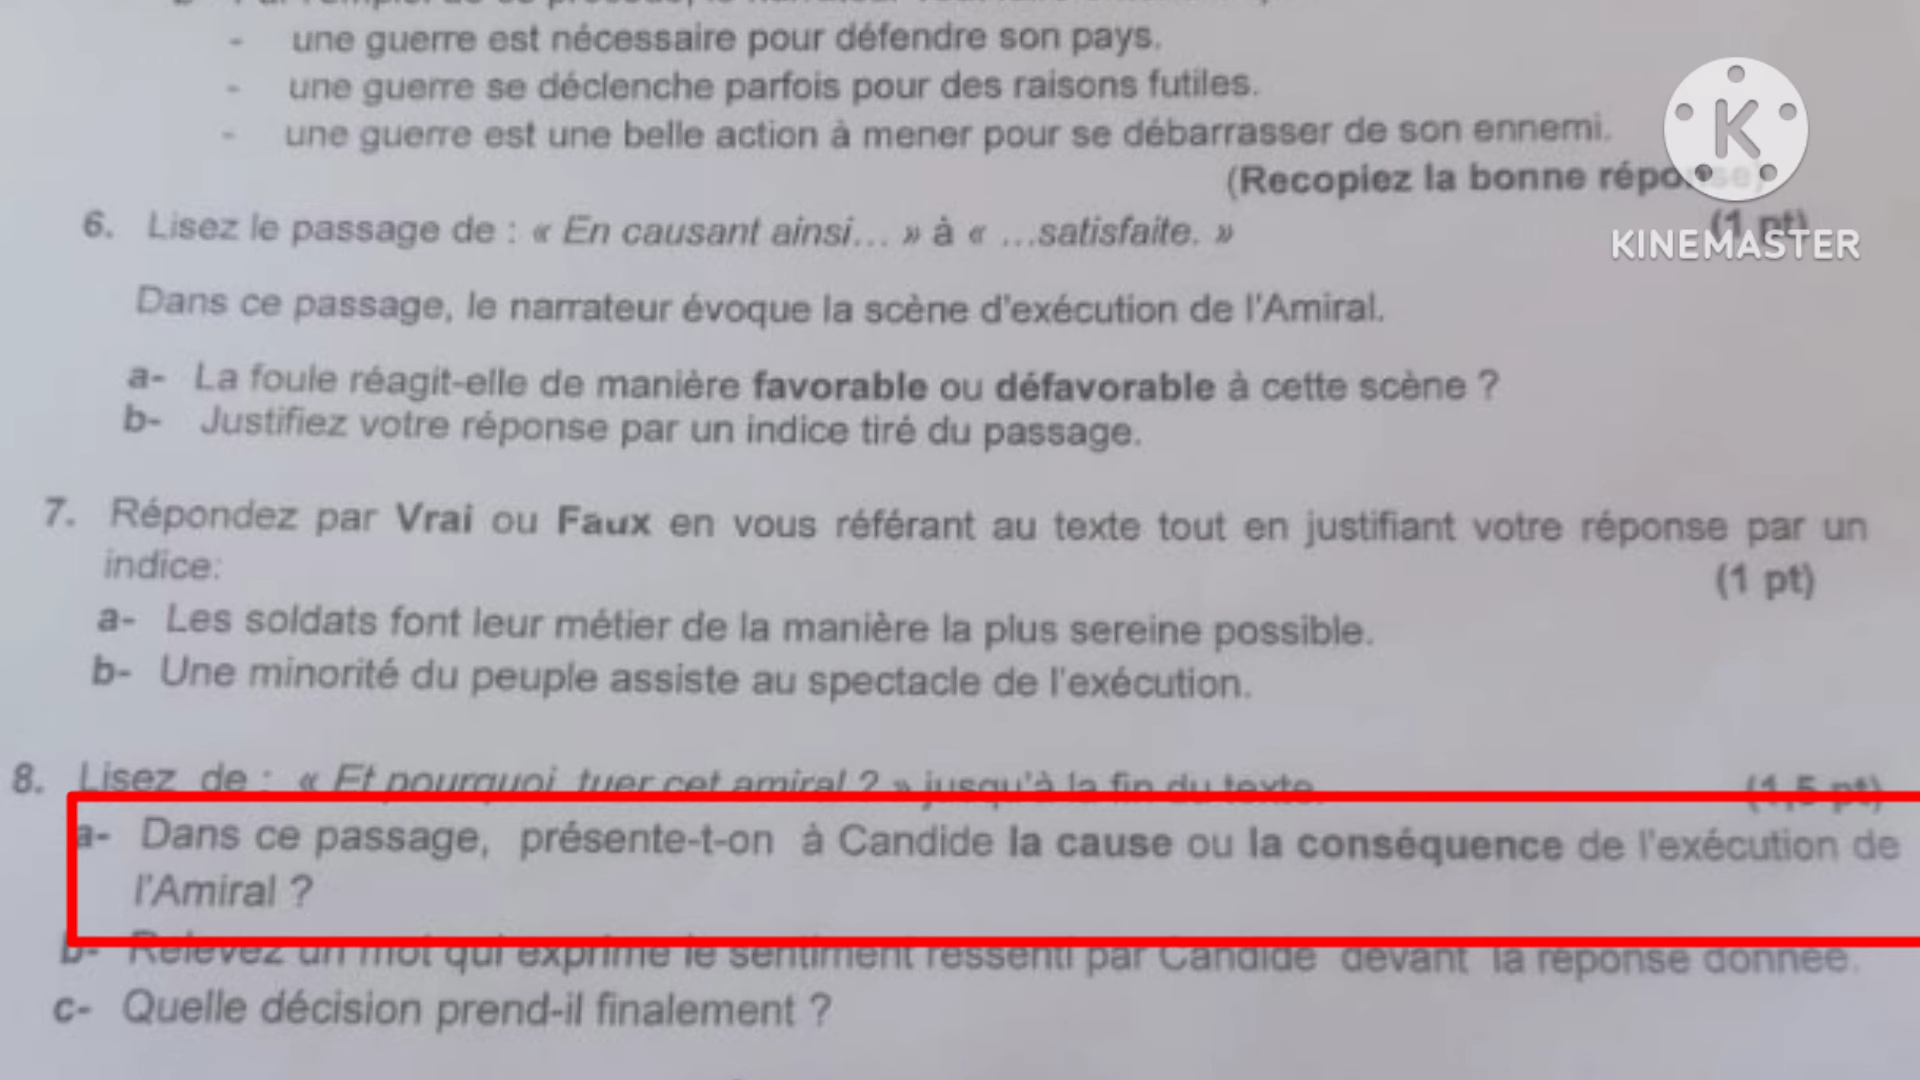 - une guerre est nécessaire pour défendre son pays.
- une guerre se déclenche parfois pour des raisons futiles.
- une guerre est une belle action à mener pour se débarrasser de son ennemi.
(Recopiez la bonne réponse)
(1 pt)
6. Lisez le passage de : « En causant ainsi... » à « ...satisfaite. »
K
KINEMASTER
Dans ce passage, le narrateur évoque la scène d'exécution de l'Amiral.
a- La foule réagit-elle de manière favorable ou défavorable à cette scène ?
b- Justifiez votre réponse par un indice tiré du passage.
7. Répondez par Vrai ou Faux en vous référant au texte tout en justifiant votre réponse par un
indice:
(1 pt)
a- Les soldats font leur métier de la manière la plus sereine possible.
b- Une minorité du peuple assiste au spectacle de l'exécution.
8. Lisez de : « Et pourquoi tuer cet amiral ? » jusqu'à la fin du texte. (1,5 pt)
a- Dans ce passage, présente-t-on à Candide la cause ou la conséquence de l'exécution de
l'Amiral ?
b- Relevez un mot qui exprime le sentiment ressenti par Candide devant la réponse donnée.
c- Quelle décision prend-il finalement ?